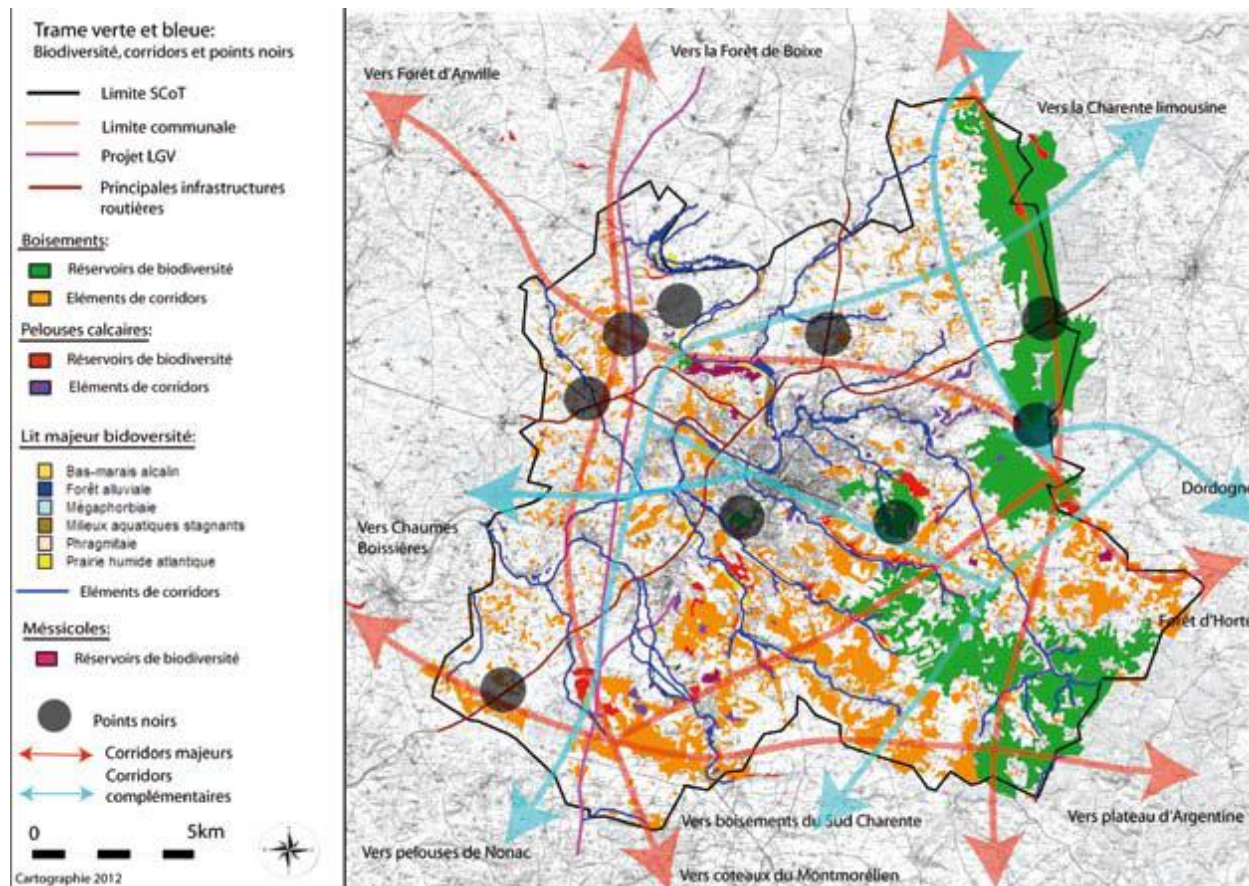 Trame verte et bleue:
Biodiversité, corridors et points noirs
Limite SCoT
Limite communale
Projet LGV
Principales infrastructures
routières
Boisements:
Réservoirs de biodiversité
Eléments de corridors
Pelouses calcaires:
Réservoirs de biodiversité
Eléments de corridors
Lit majeur bidoversité:
Bas-marais alcalin
Forêt alluviale
Mégaphorbiaie
Milieux aquatiques stagnants
Phragmitaie
Prairie humide atlantique
Eléments de corridors
Méssicoles:
Réservoirs de biodiversité
Points noirs
Corridors majeurs
Corridors
complémentaires
0 5km
Cartographie 2012
Vers la Forêt de Boixe
Vers Forêt d'Anville
Vers la Charente limousine
Dordogne
Vers Chaumes
Boissières
Forêt d'Horte
Vers plateau d'Argentine
Vers boisements du Sud Charente
Vers pelouses de Nonac
Vers coteaux du Montmorélien